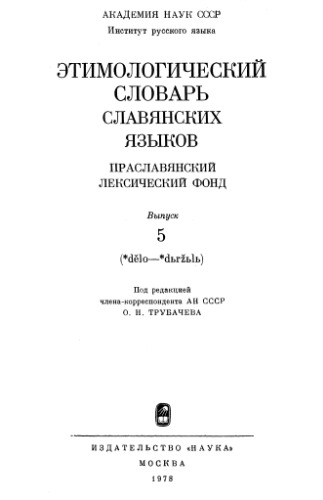 АКАДЕМИЯ НАУК СССР
Институт русского языка
ЭТИМОЛОГИЧЕСКИЙ
СЛОВАРЬ
СЛАВЯНСКИХ
ЯЗЫКОВ
ПРАСЛАВЯНСКИЙ
ЛЕКСИЧЕСКИЙ ФОНД
Выпуск
5
(*dělo—*dьržьlь)
Под редакцией
члена-корреспондента АН СССР
О. Н. ТРУБАЧЕВА
ИЗДАТЕЛЬСТВО «НАУКА»
МОСКВА
1978